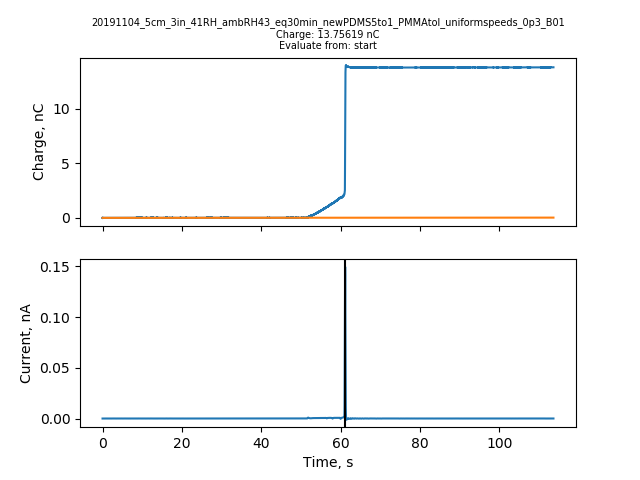 20191104_5cm_3in_41RH_ambRH43_eq30min_newPDMS5to1_PMMAtol_uniformspeeds_0p3_B01
Charge: 13.75619 nC
Evaluate from: start
10
5
0
Charge, nC
0.15
0.10
0.05
0.00
Current, nA
0 20 40 60 80 100
Time, s